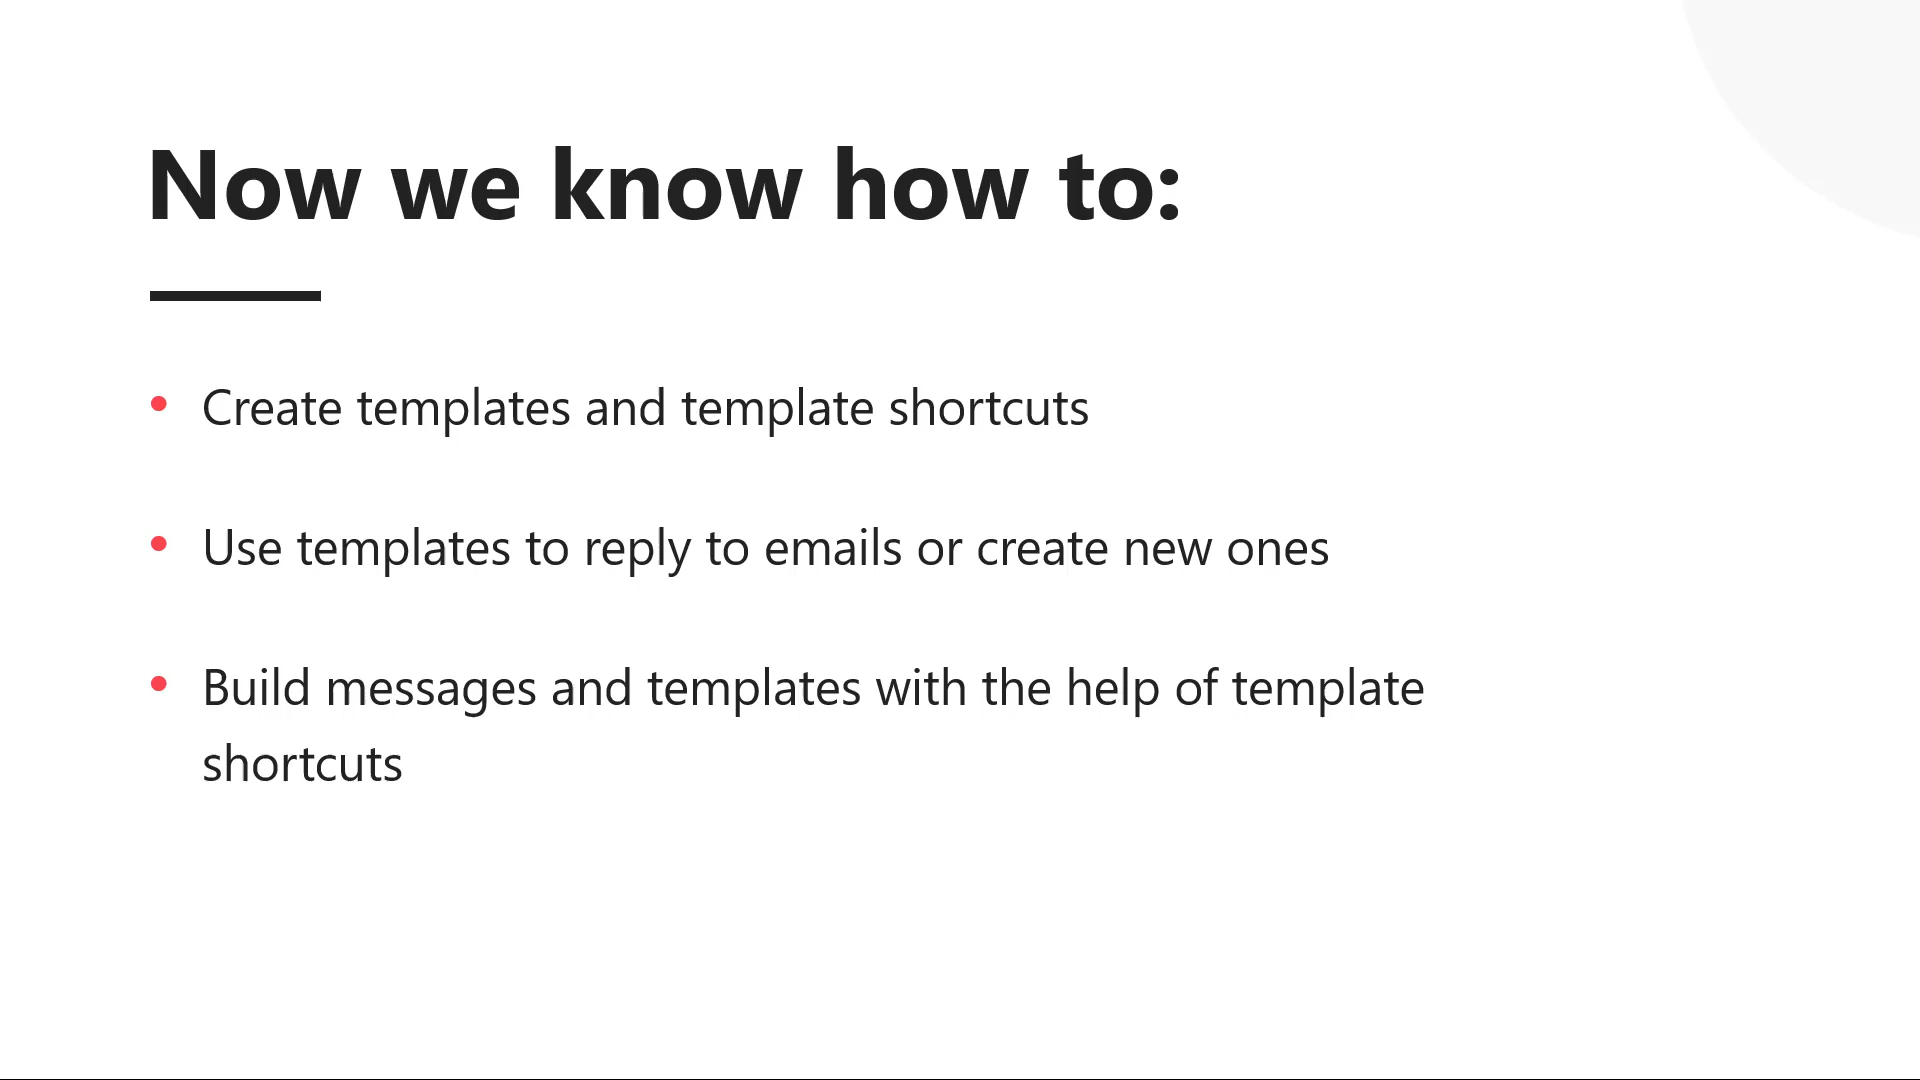 Now we know how to:
• Create templates and template shortcuts
• Use templates to reply to emails or create new ones
• Build messages and templates with the help of template
shortcuts